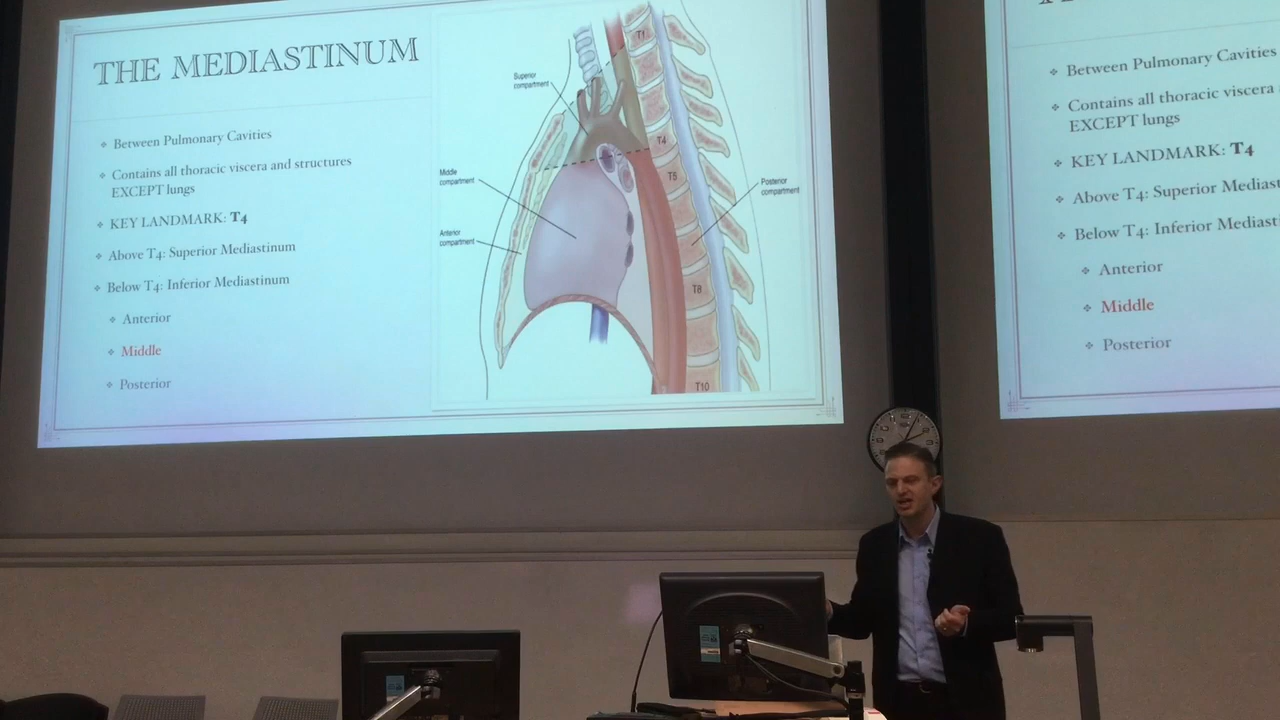 THE MEDIASTINUM
Between Pulmonary Cavities
Contains all thoracic viscera and structures
EXCEPT lungs
KEY LANDMARK: T4
Above T4: Superior Mediastinum
Below T4: Inferior Mediastinum
Anterior
Middle
Posterior
Superior
compartment
Middle
compartment
Anterior
compartment
Posterior
compartment
T1
T4
T5
T8
T10
Between Pulmonary Cavities
Contains all thoracic viscera
EXCEPT lungs
KEY LANDMARK: T4
Above T4: Superior Mediast
Below T4: Inferior Mediast
Anterior
Middle
Posterior